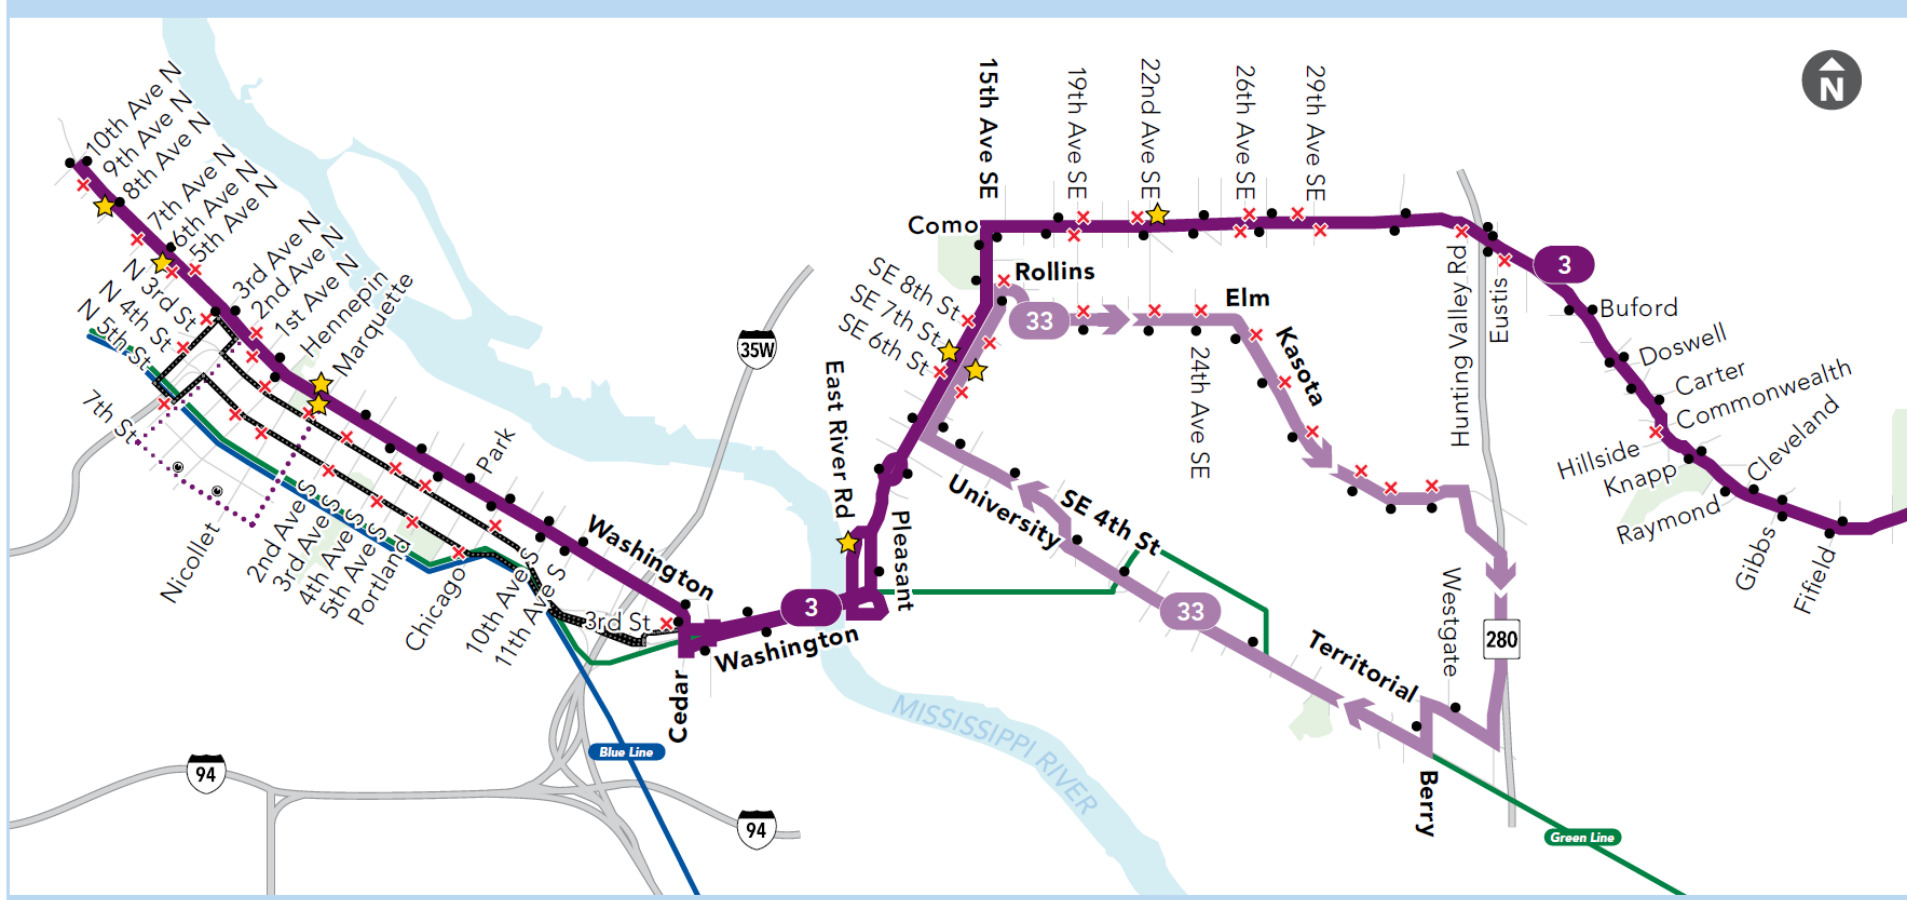 10th Ave N
9th Ave N
8th Ave N
7th Ave N
6th Ave N
5th Ave N
3rd Ave N
2nd Ave N
1st Ave N
Hennepin
Marquette
N 3rd St
N 4th St
N 5th St
7th St
Nicollet
2nd Ave S
3rd Ave S
4th Ave S
5th Ave S
Portland
Chicago
10th Ave S
11th Ave S
Park
Washington
3rd St
Cedar
Washington
3
35W
94
94
Blue Line
MISSISSIPPI RIVER
East River Rd
Pleasant
SE 8th St
SE 7th St
SE 6th St
Como
15th Ave SE
19th Ave SE
22nd Ave SE
26th Ave SE
29th Ave SE
Rollins
33
Elm
24th Ave SE
Kasota
University
SE 4th St
33
Territorial
Westgate
Berry
280
Green Line
Hunting Valley Rd
Eustis
3
Buford
Doswell
Carter
Commonwealth
Hillside
Knapp
Cleveland
Raymond
Gibbs
Fifield
N